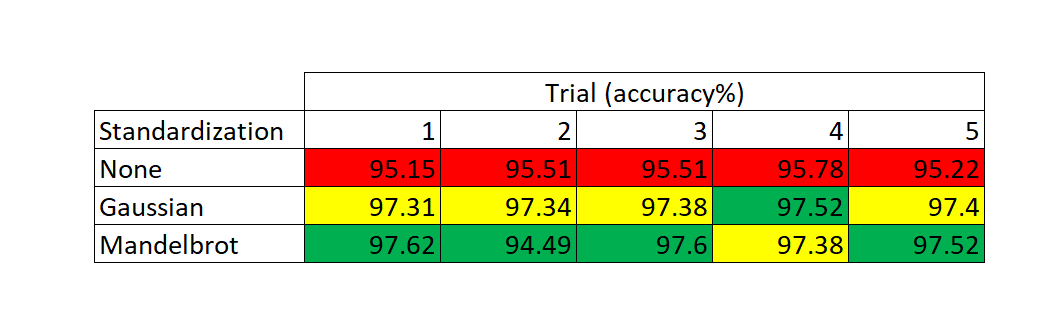 Trial (accuracy%)
Standardization 1 2 3 4 5
None 95.15 95.51 95.51 95.78 95.22
Gaussian 97.31 97.34 97.38 97.52 97.4
Mandelbrot 97.62 94.49 97.6 97.38 97.52